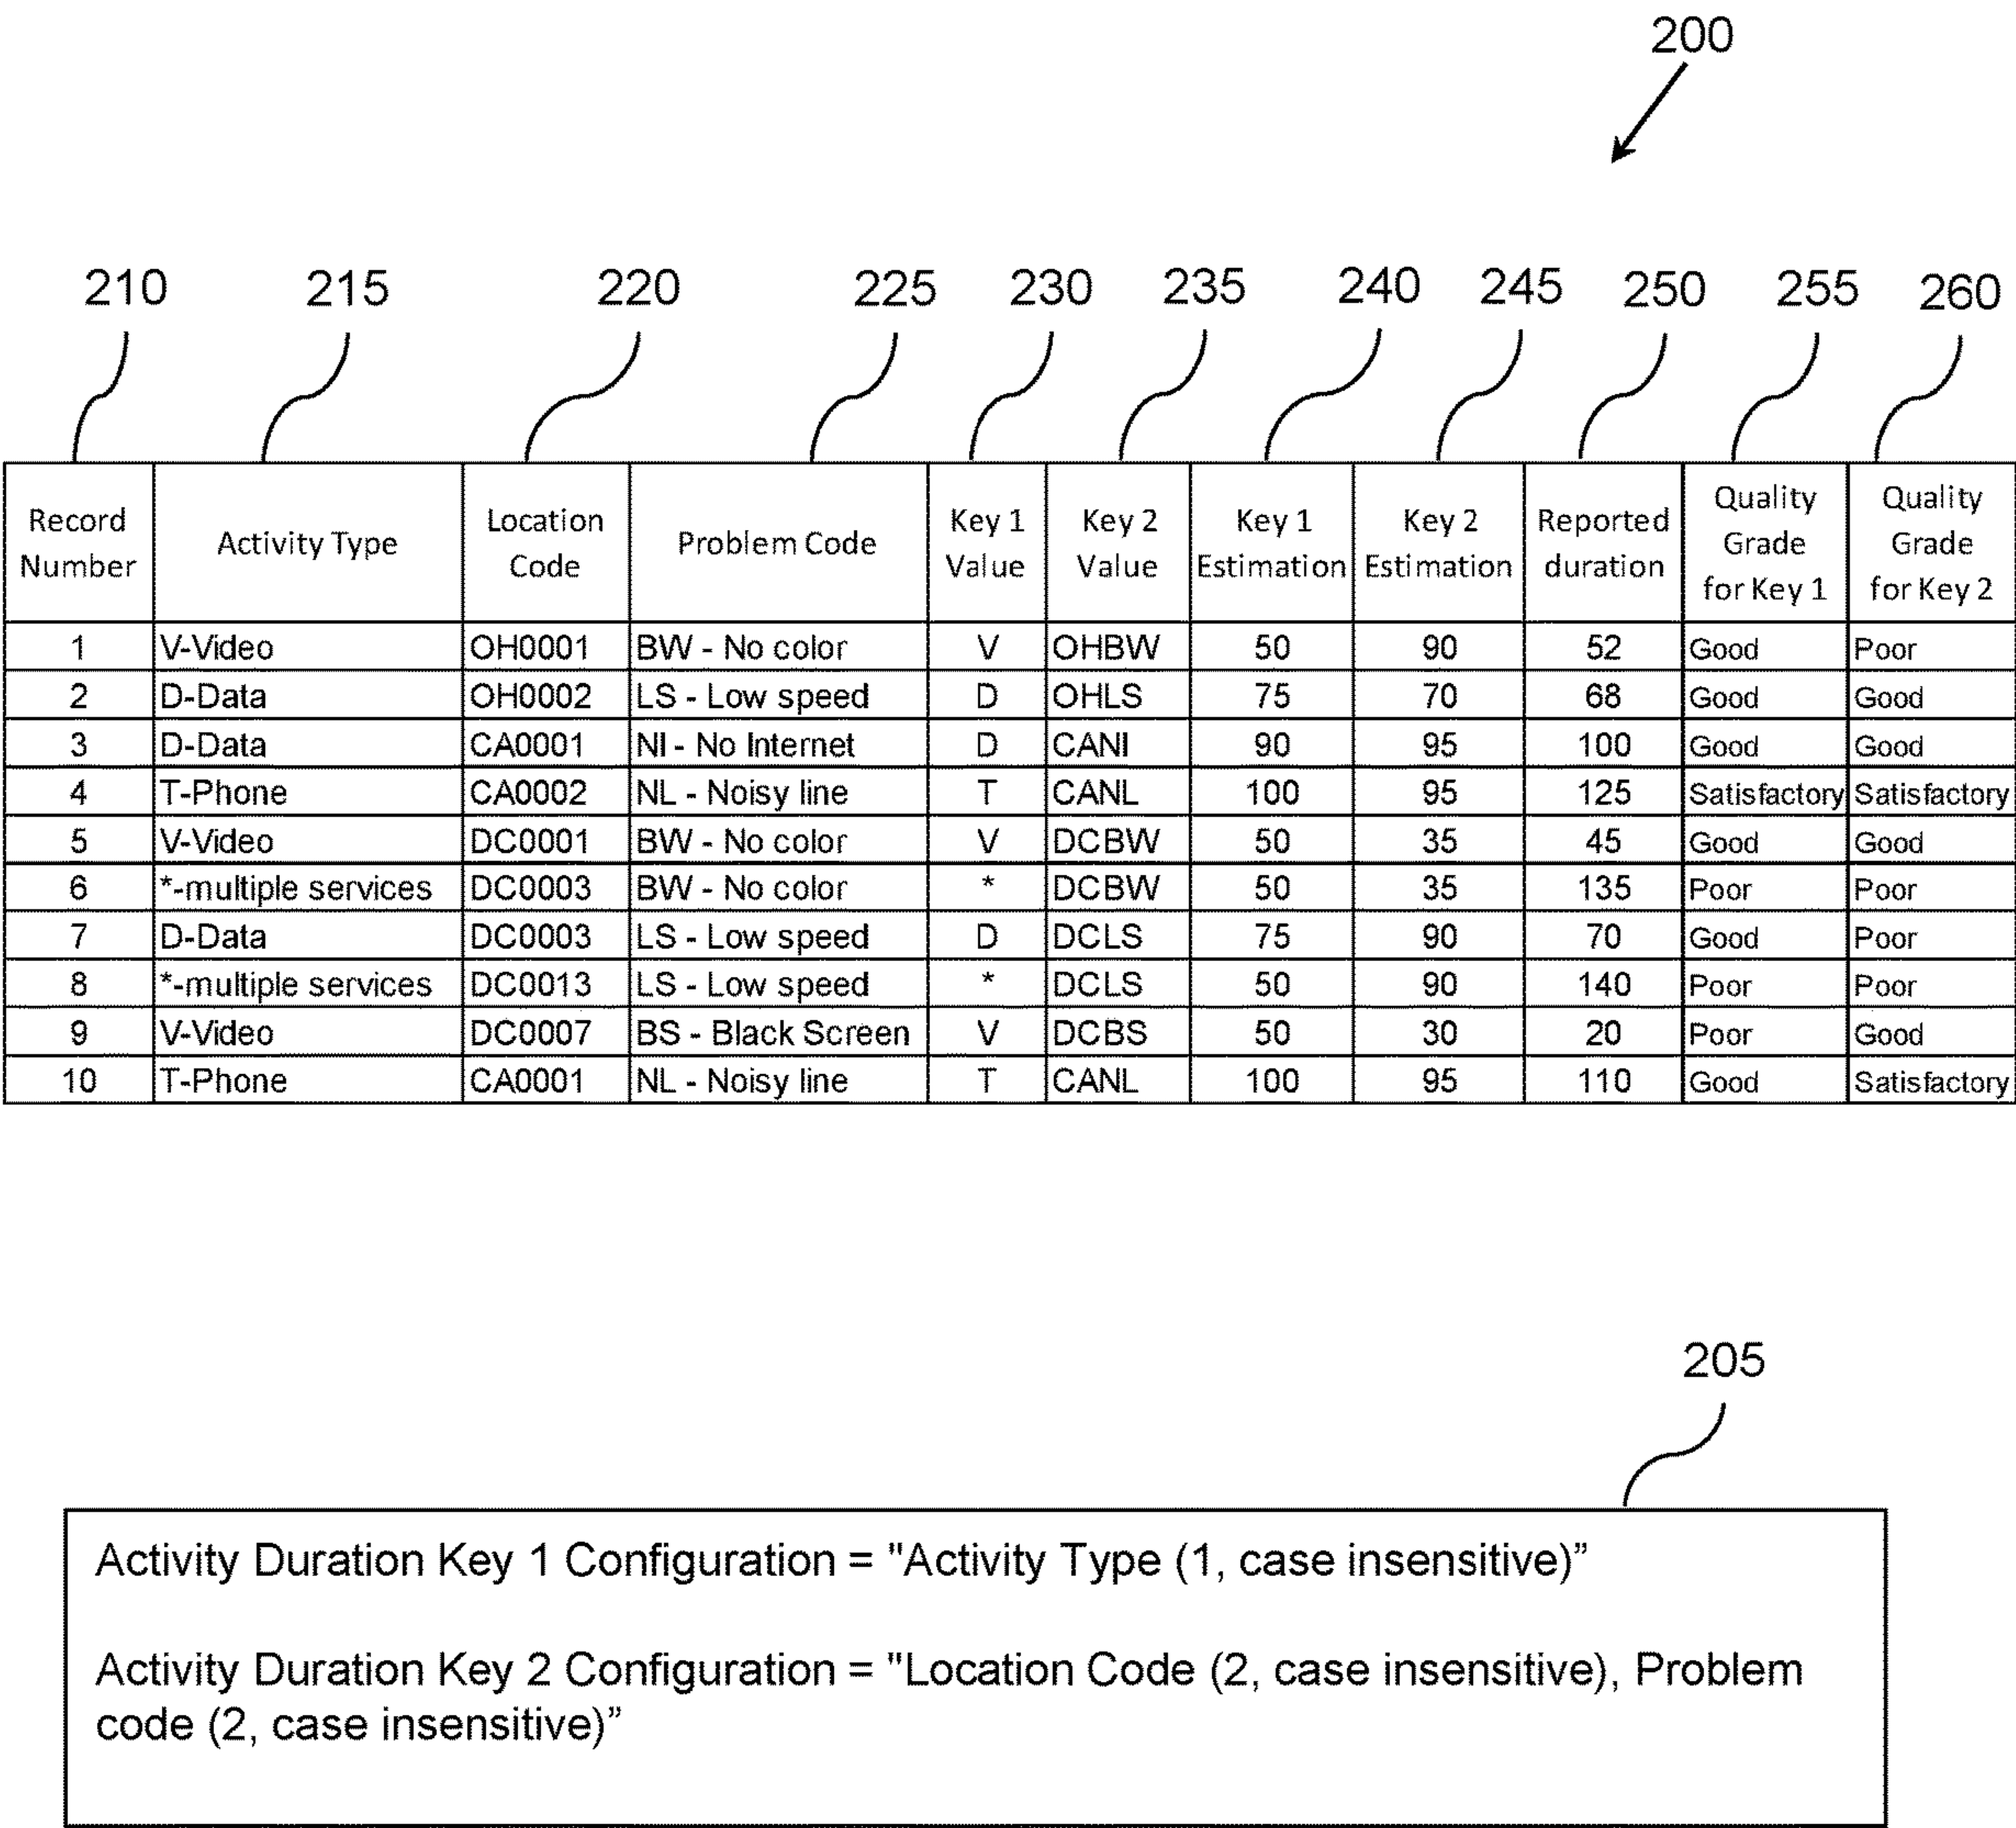 200
210 215 220 225 230 235 240 245 250 255 260
Record Number Activity Type Location Code Problem Code Key 1 Value Key 2 Value Key 1 Estimation Key 2 Estimation Reported duration Quality Grade for Key 1 Quality Grade for Key 2
1 V-Video OH0001 BW - No color V OHBW 50 90 52 Good Poor
2 D-Data OH0002 LS - Low speed D OHLS 75 70 68 Good Good
3 D-Data CA0001 NI - No Internet D CANI 90 95 100 Good Good
4 T-Phone CA0002 NL - Noisy line T CANL 100 95 125 Satisfactory Satisfactory
5 V-Video DC0001 BW - No color V DCBW 50 35 45 Good Good
6 *-multiple services DC0003 BW - No color * DCBW 50 35 135 Poor Poor
7 D-Data DC0003 LS - Low speed D DCLS 75 90 70 Good Poor
8 *-multiple services DC0013 LS - Low speed * DCLS 50 90 140 Poor Poor
9 V-Video DC0007 BS - Black Screen V DCBS 50 30 20 Poor Good
10 T-Phone CA0001 NL - Noisy line T CANL 100 95 110 Good Satisfactory
205
Activity Duration Key 1 Configuration = "Activity Type (1, case insensitive)”
Activity Duration Key 2 Configuration = "Location Code (2, case insensitive), Problem
code (2, case insensitive)”